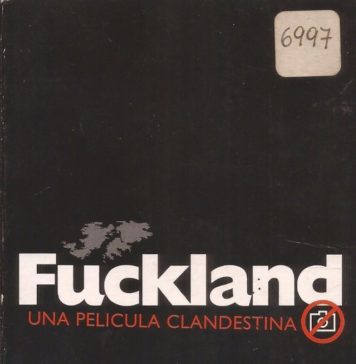 6997
Fuckland
UNA PELICULA CLANDESTINA